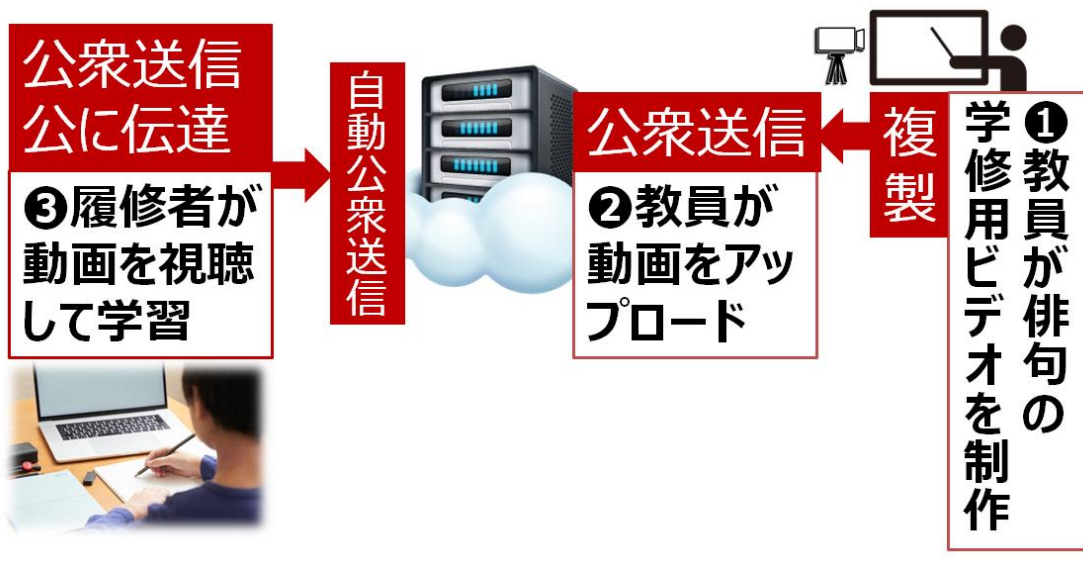 複製
❶教員が俳句の
学修用ビデオを制作
公衆送信
❷教員が
動画をアッ
プロード
自動公衆送信
公衆送信
公に伝達
❸履修者が
動画を視聴
して学習